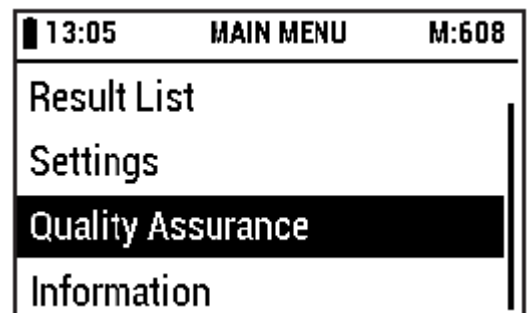 13:05 MAIN MENU M:608
Result List
Settings
Quality Assurance
Information